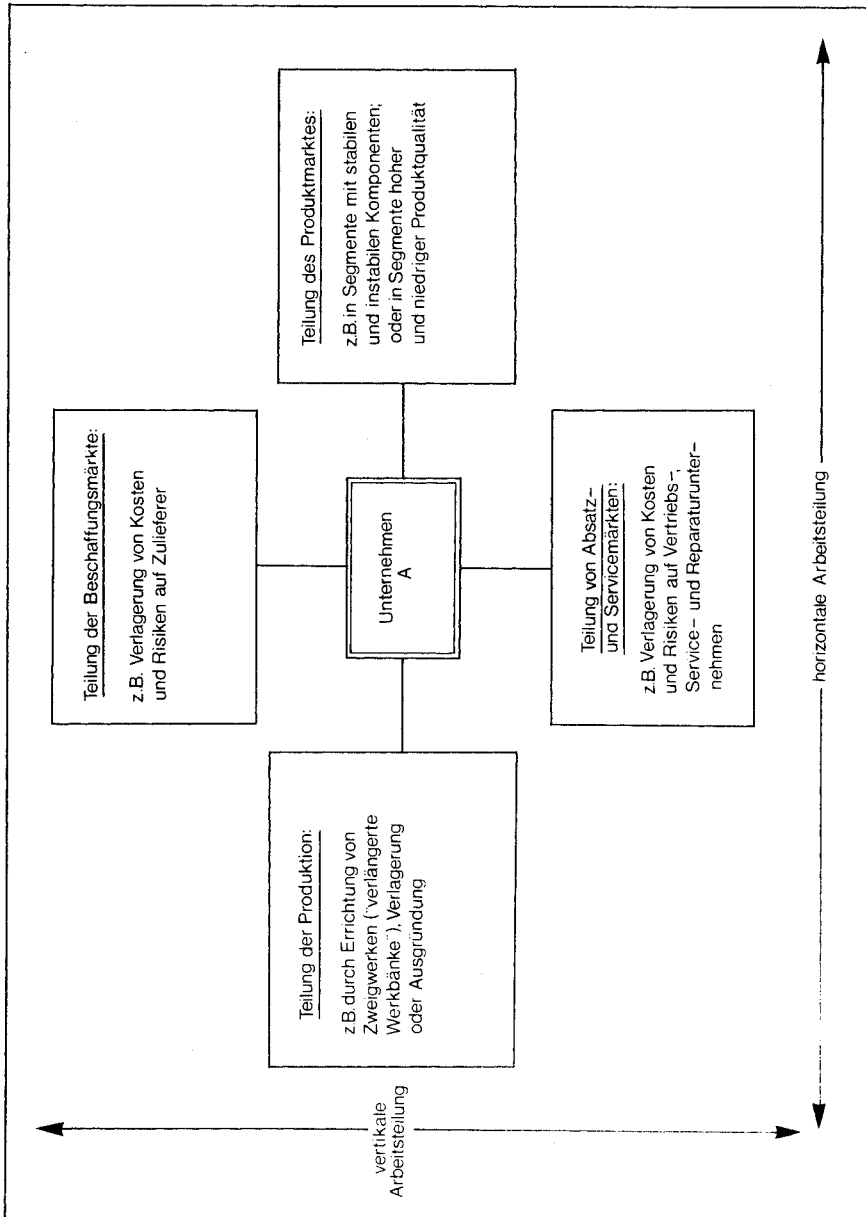 Teilung der Beschaffungsmärkte:
z.B. Verlagerung von Kosten
und Risiken auf Zulieferer
Teilung der Produktion:
z.B. durch Errichtung von
Zweigwerken ("verlängerte
Werkbänke"), Verlagerung
oder Ausgründung
Unternehmen
A
Teilung des Produktmarktes:
z.B. in Segmente mit stabilen
und instabilen Komponenten;
oder in Segmente hoher
und niedriger Produktqualität
Teilung von Absatz-
und Servicemärkten:
z.B. Verlagerung von Kosten
und Risiken auf Vertriebs-,
Service- und Reparaturunter-
nehmen
vertikale
Arbeitsteilung
horizontale Arbeitsteilung